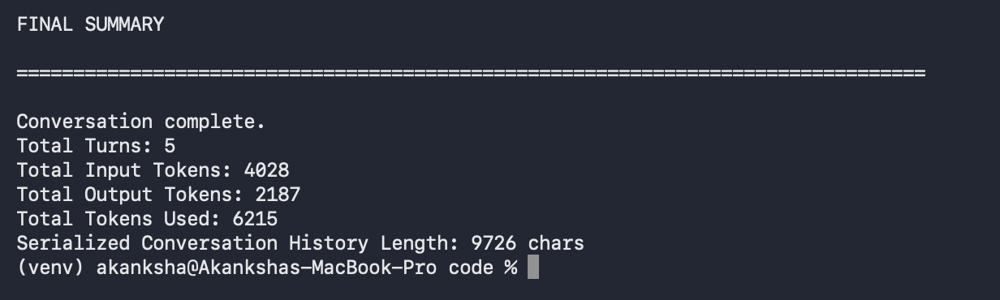 FINAL SUMMARY
================================================================================
Conversation complete.
Total Turns: 5
Total Input Tokens: 4028
Total Output Tokens: 2187
Total Tokens Used: 6215
Serialized Conversation History Length: 9726 chars
(venv) akanksha@Akankshas-MacBook-Pro code %